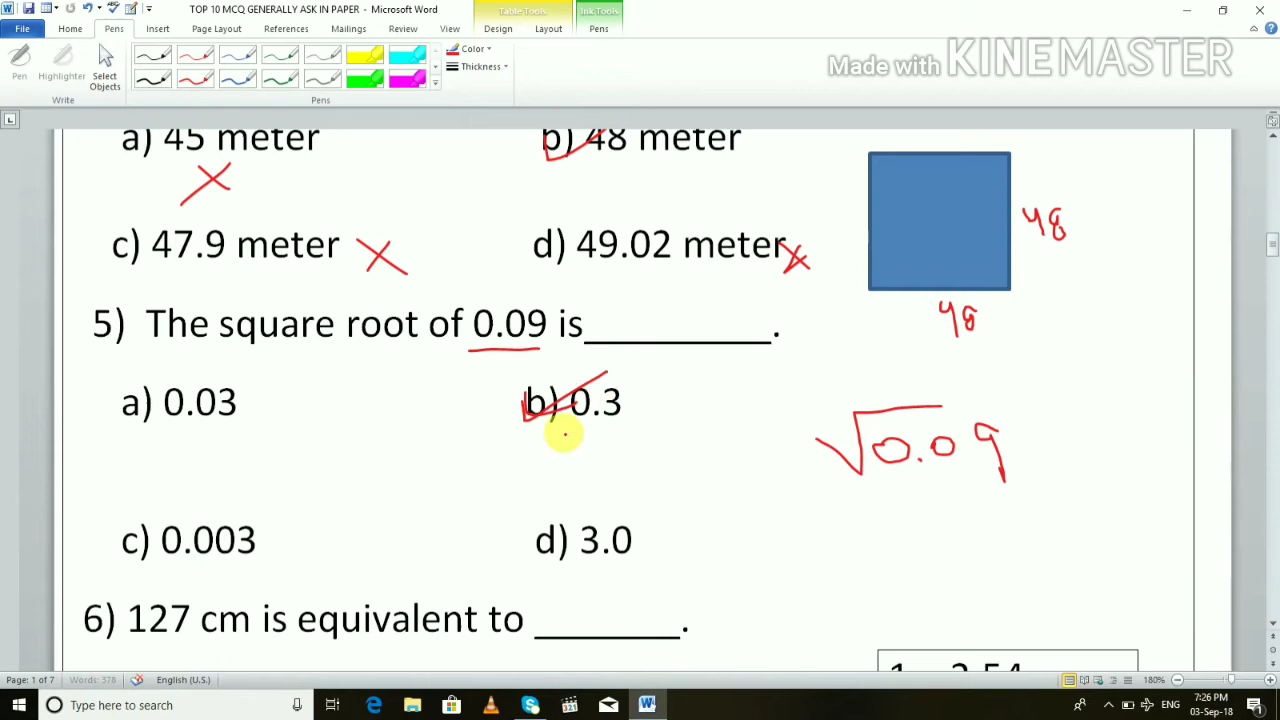 TOP 10 MCQ GENERALLY ASK IN PAPER - Microsoft Word
Table Tools
Ink Tools
File Home Pens Insert Page Layout References Mailings Review View Design Layout Pens
Pen Highlighter Select Objects
Color
Thickness
Write
Pens
Made with KINEMASTER
a) 45 meter b) 48 meter
c) 47.9 meter d) 49.02 meter
48
48
5) The square root of 0.09 is__________.
a) 0.03 b) 0.3
√0.09
c) 0.003 d) 3.0
6) 127 cm is equivalent to _______.
Page: 1 of 7 Words: 378 English (U.S.) 180%
Type here to search
ENG
7:26 PM
03-Sep-18
1